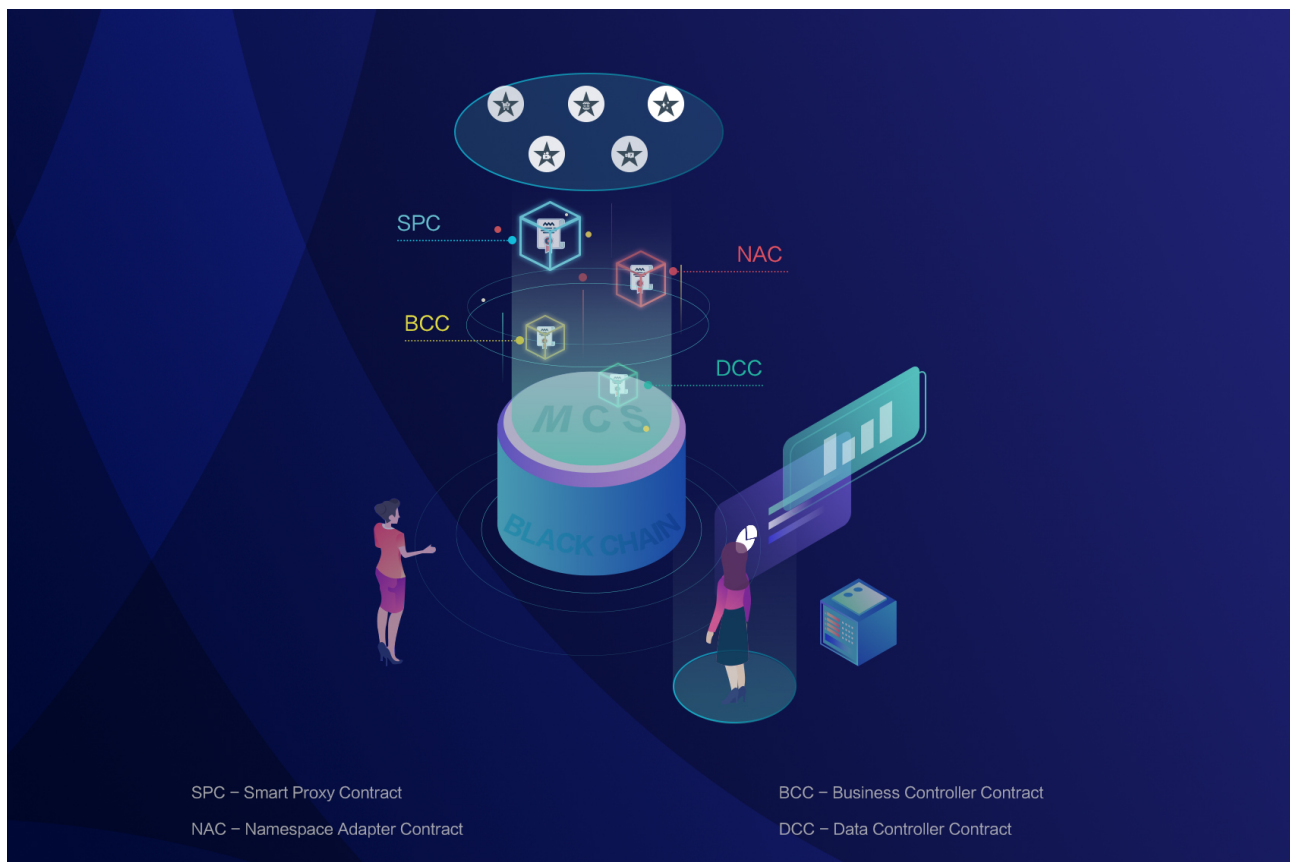 SPC
NAC
BCC
DCC
MCS
BLACK CHAIN
SPC – Smart Proxy Contract
BCC – Business Controller Contract
NAC – Namespace Adapter Contract
DCC – Data Controller Contract